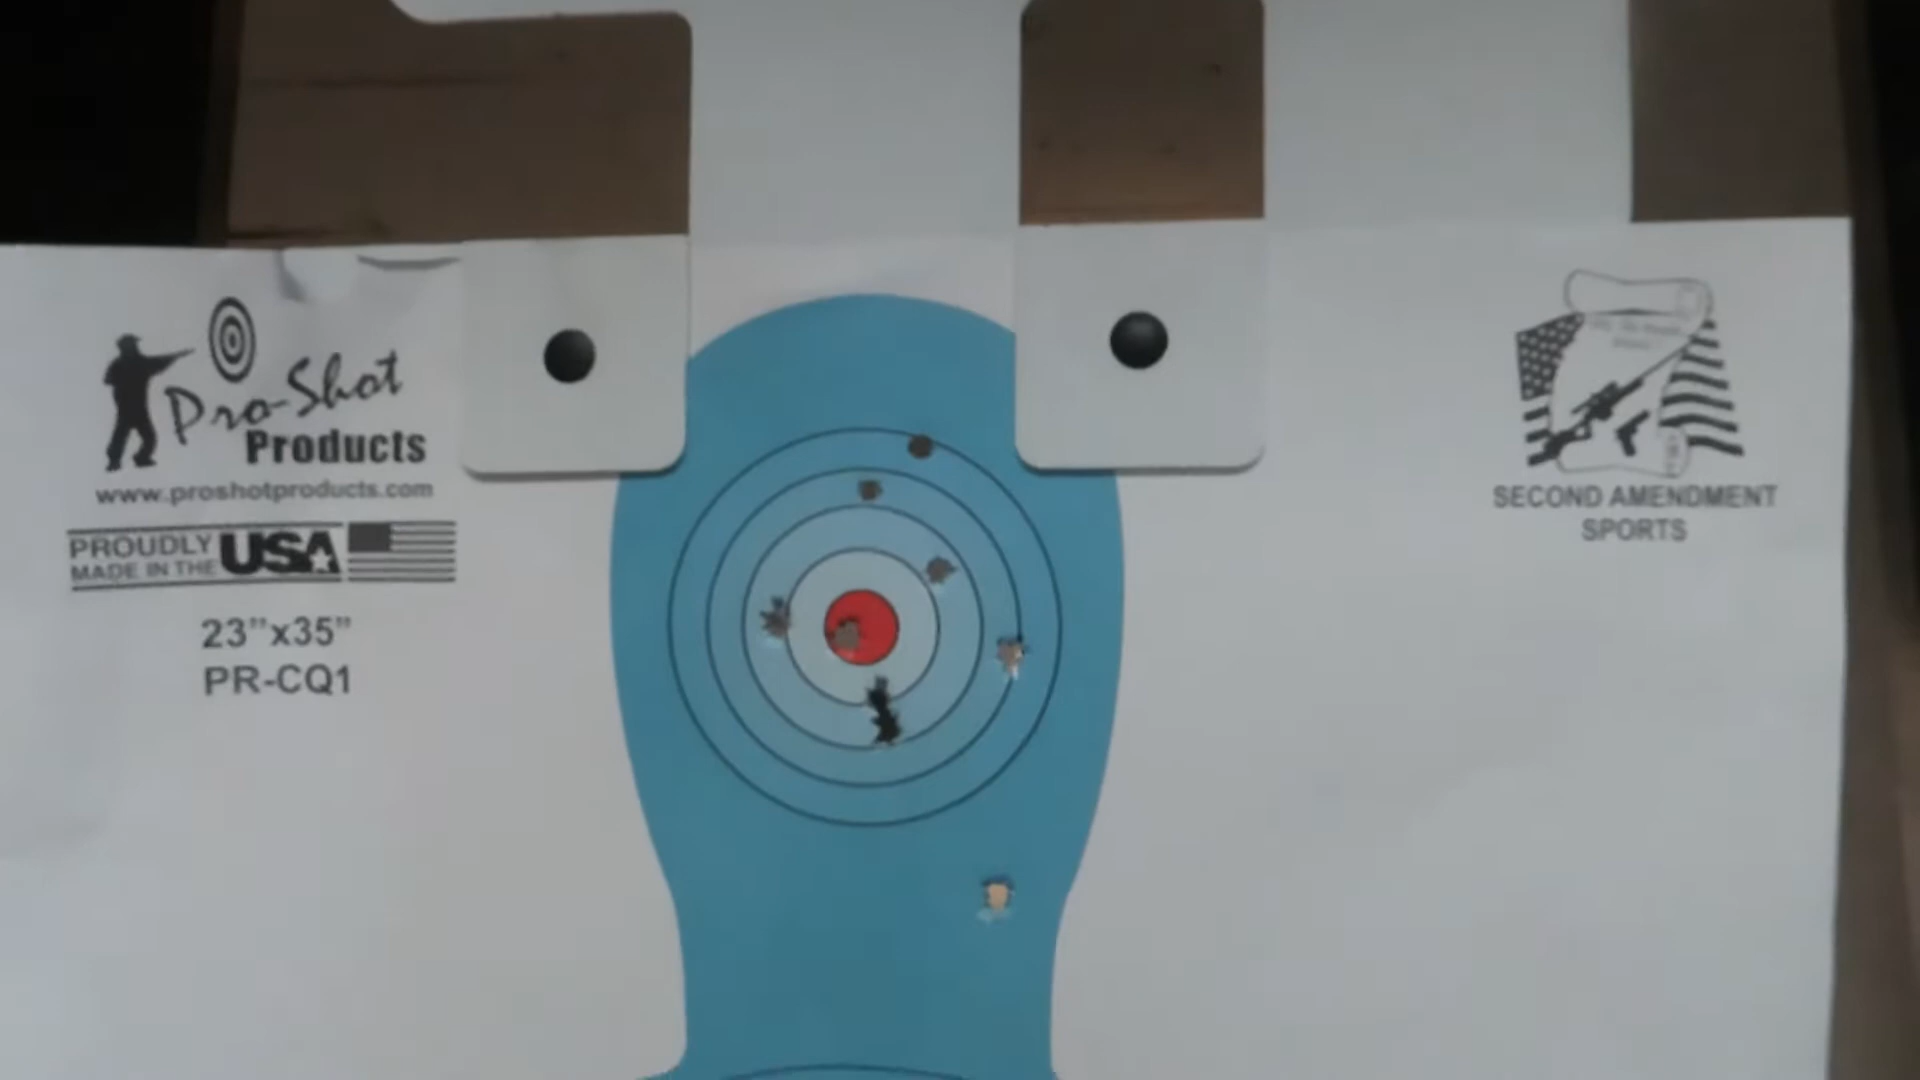 Pro-Shot
Products
www.proshotproducts.com
PROUDLY
MADE IN THE USA
23”x35”
PR-CQ1
SECOND AMENDMENT
SPORTS